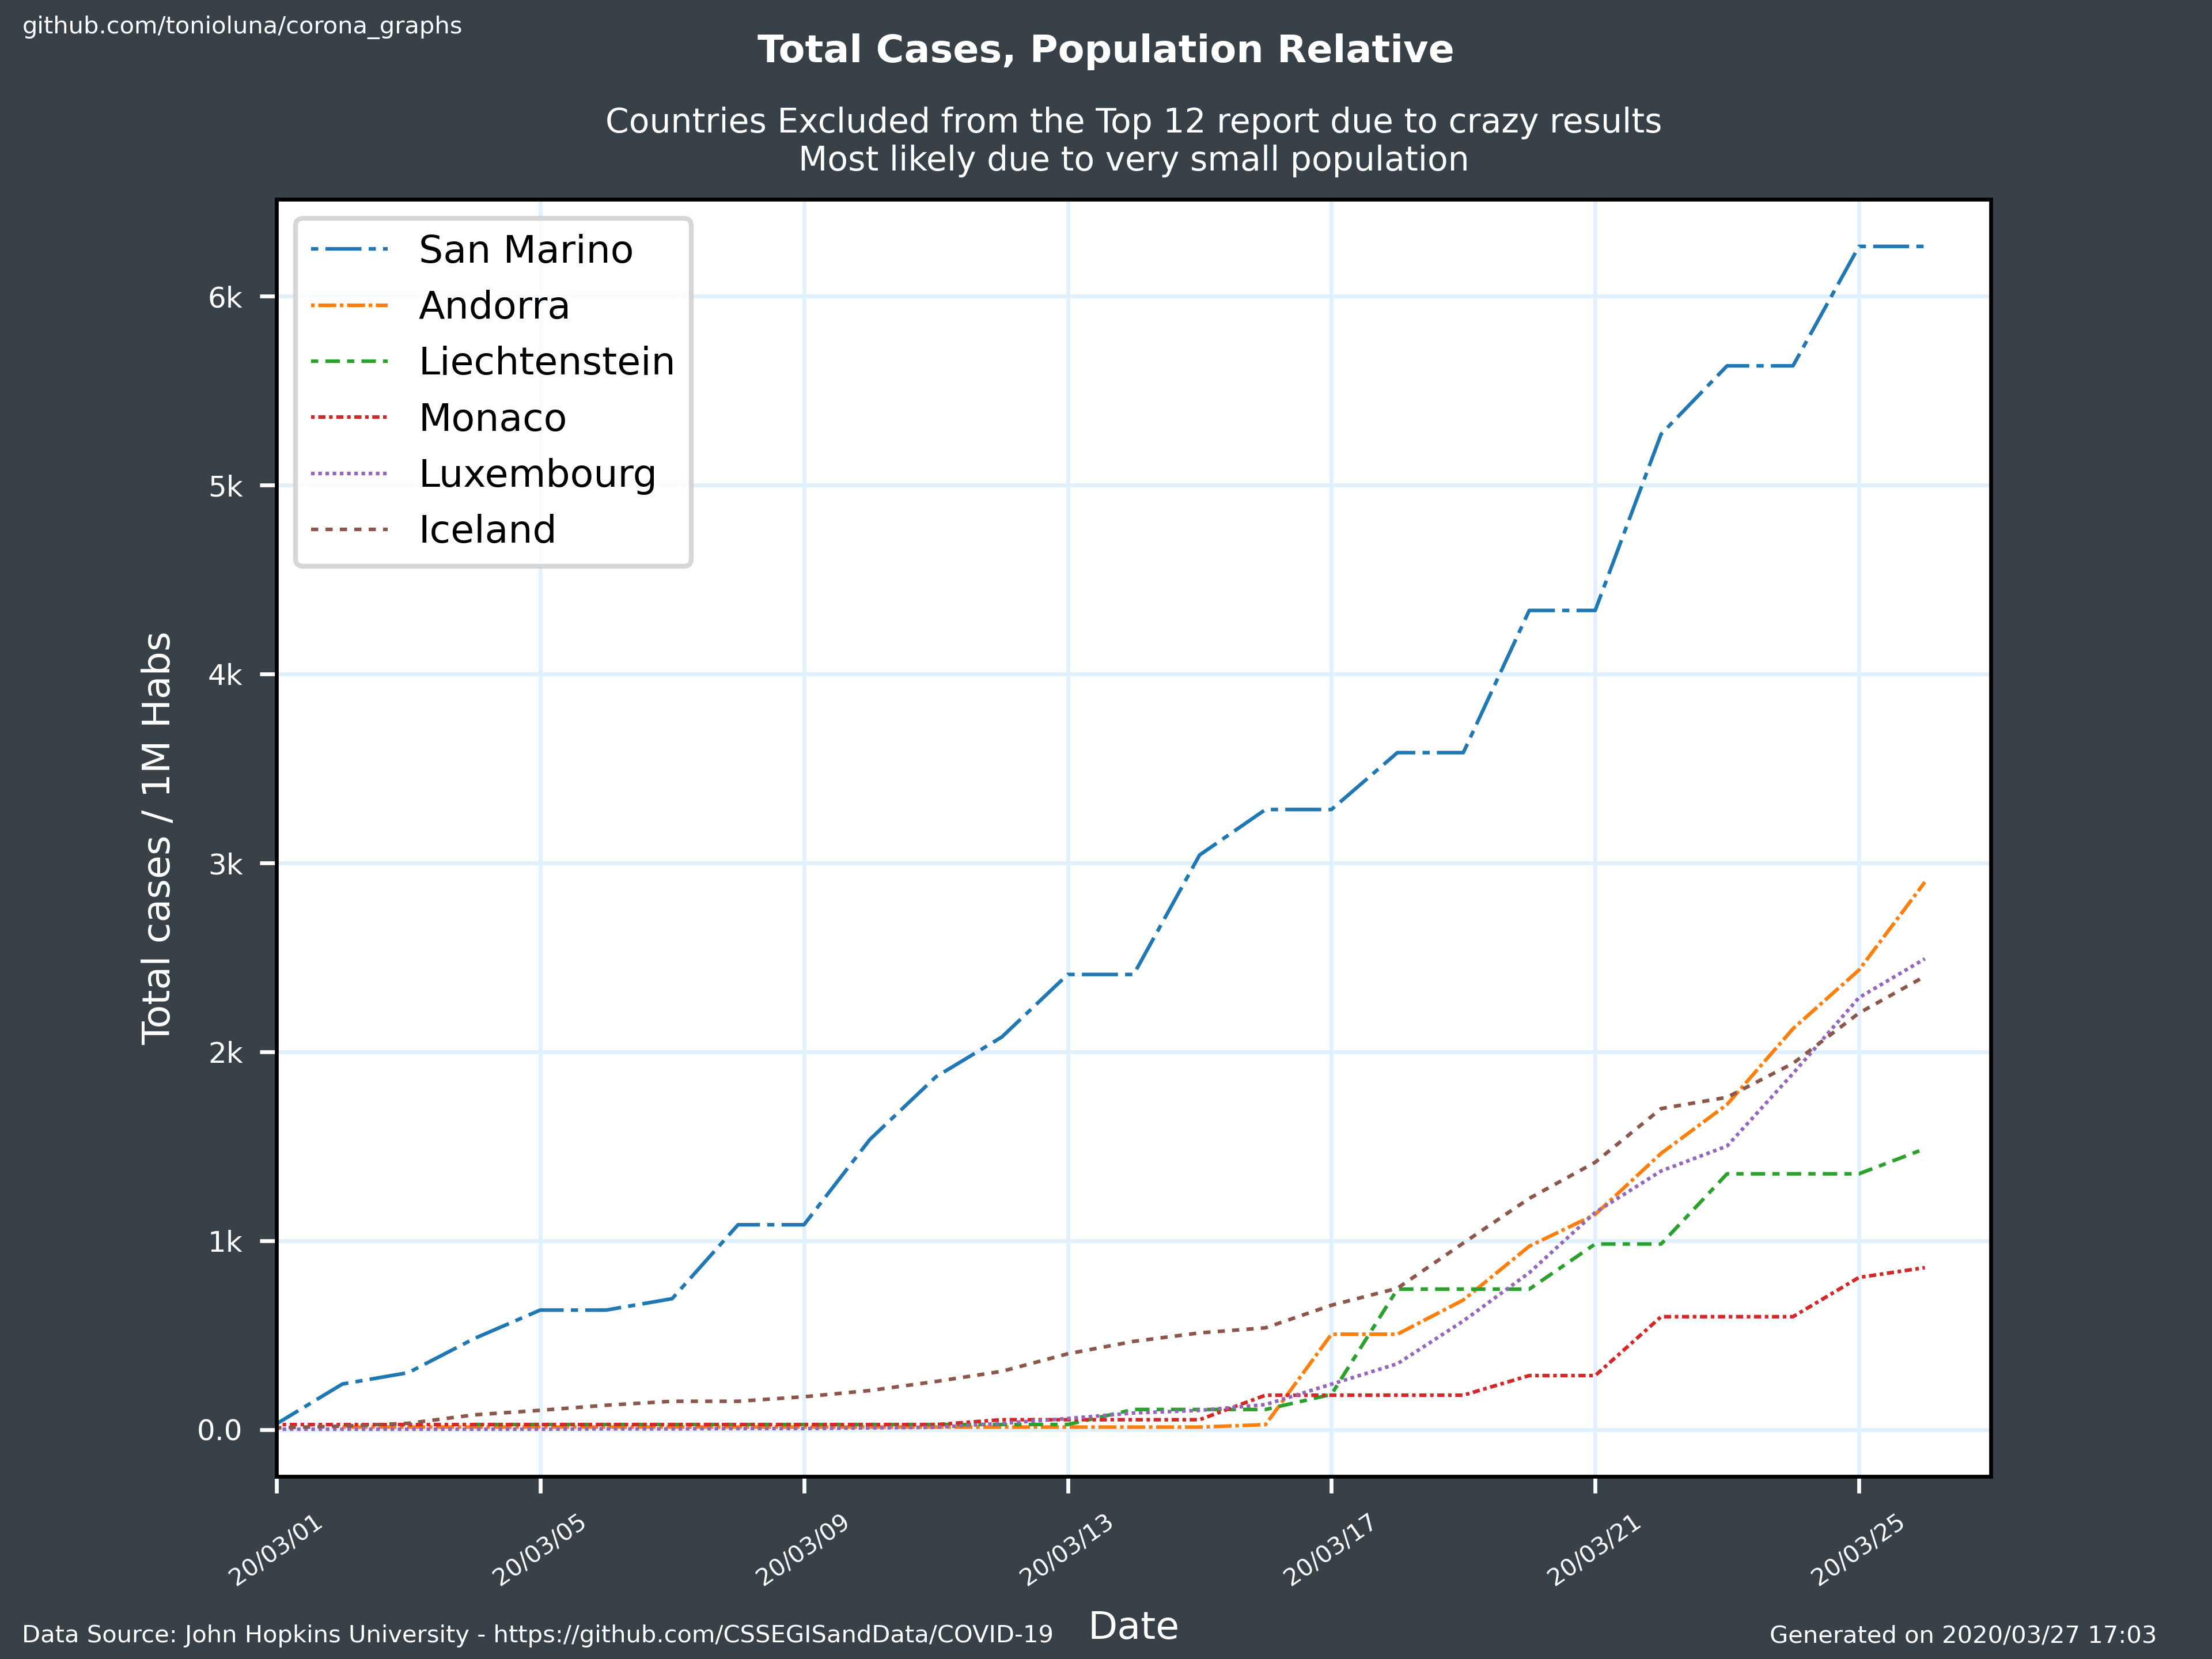 github.com/tonioluna/corona_graphs
Total Cases, Population Relative
Countries Excluded from the Top 12 report due to crazy results
Most likely due to very small population
San Marino
Andorra
Liechtenstein
Monaco
Luxembourg
Iceland
6k
5k
4k
3k
2k
1k
0.0
Total cases / 1M Habs
20/03/01
20/03/05
20/03/09
20/03/13
20/03/17
20/03/21
20/03/25
Date
Data Source: John Hopkins University - https://github.com/CSSEGISandData/COVID-19
Generated on 2020/03/27 17:03